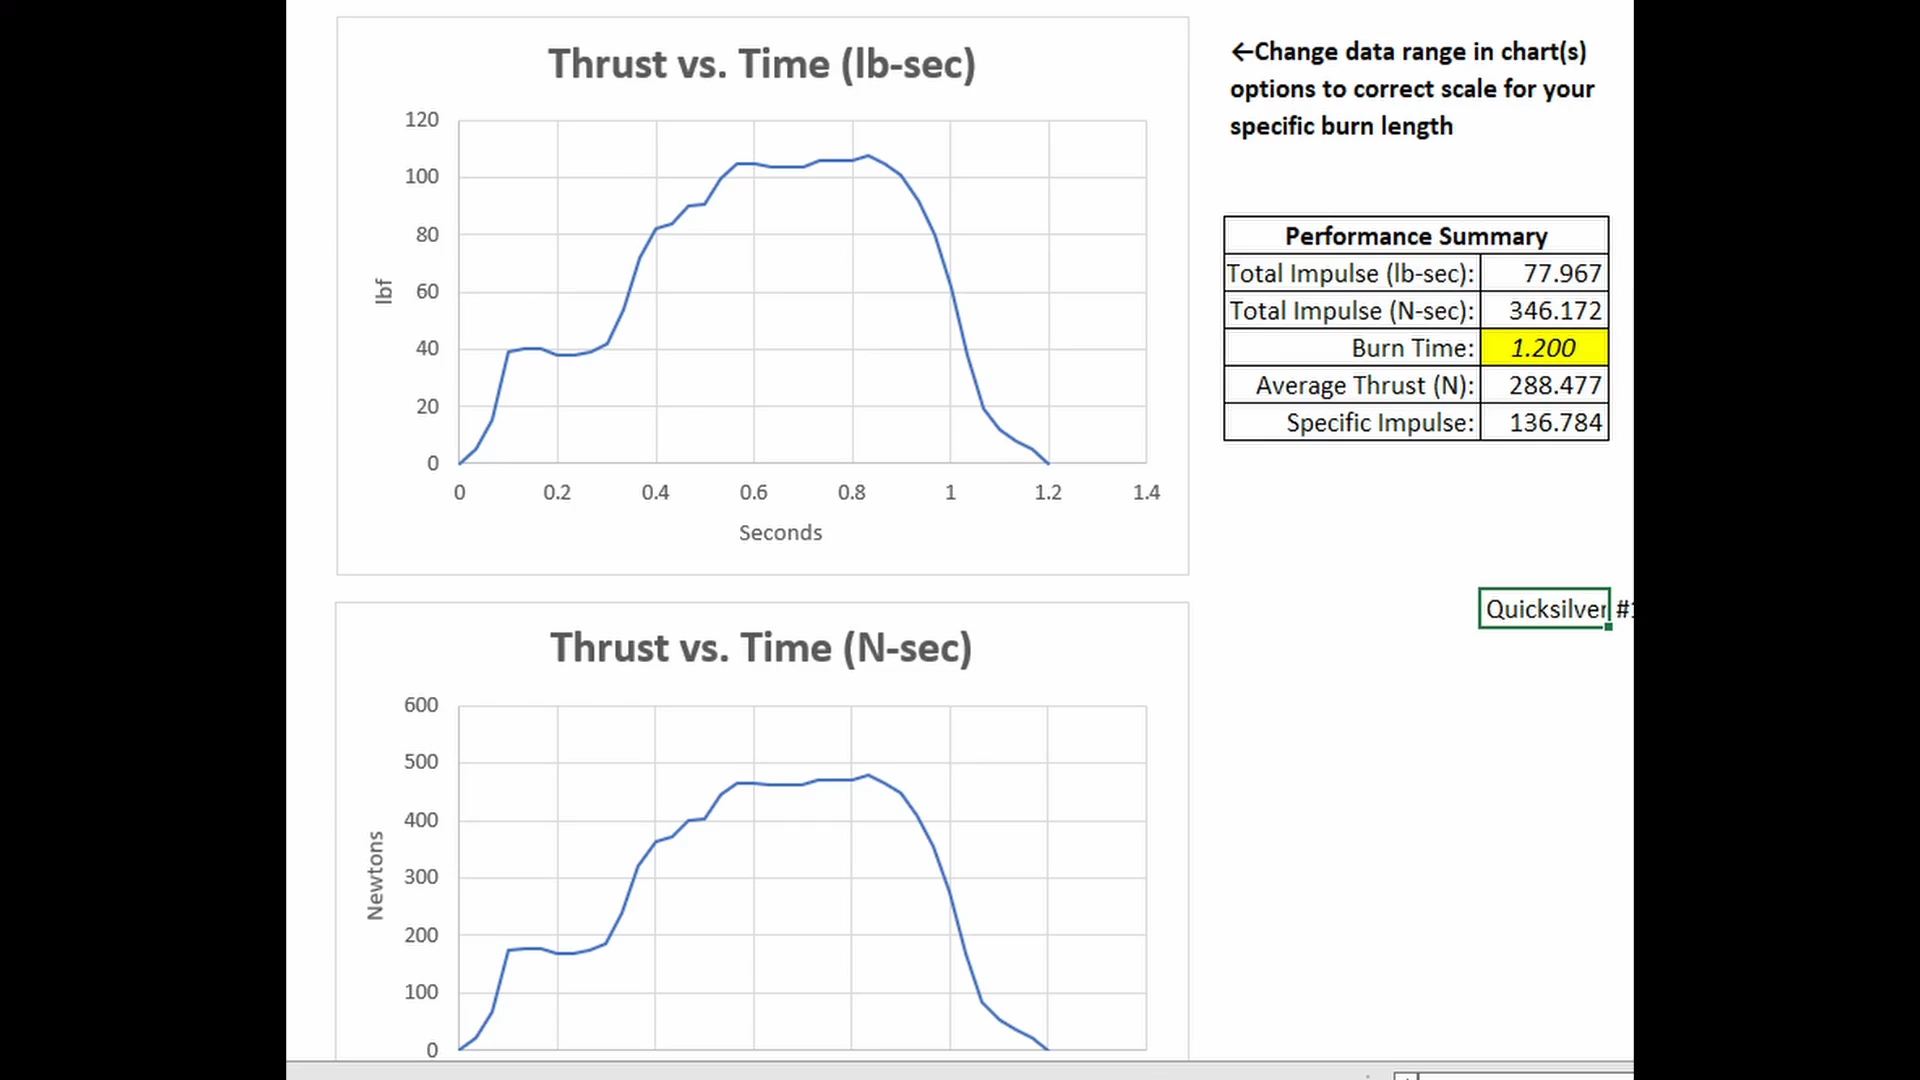 Thrust vs. Time (lb-sec)
120
100
80
60
40
20
0
lbf
0 0.2 0.4 0.6 0.8 1 1.2 1.4
Seconds
←Change data range in chart(s)
options to correct scale for your
specific burn length
Performance Summary
Total Impulse (lb-sec): 77.967
Total Impulse (N-sec): 346.172
Burn Time: 1.200
Average Thrust (N): 288.477
Specific Impulse: 136.784
Quicksilver
Thrust vs. Time (N-sec)
600
500
400
300
200
100
0
Newtons